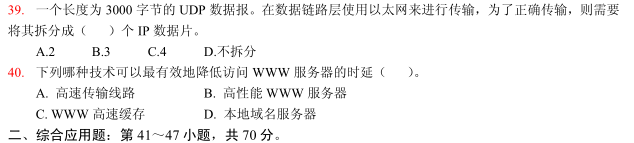 39. 一个长度为 3000 字节的 UDP 数据报。在数据链路层使用以太网来进行传输，为了正确传输，则需要
将其拆分成（ ）个 IP 数据片。
A.2 B.3 C.4 D.不拆分
40. 下列哪种技术可以最有效地降低访问 WWW 服务器的时延（ ）。
A. 高速传输线路 B. 高性能 WWW 服务器
C. WWW 高速缓存 D. 本地域名服务器
二、综合应用题：第 41～47 小题，共 70 分。